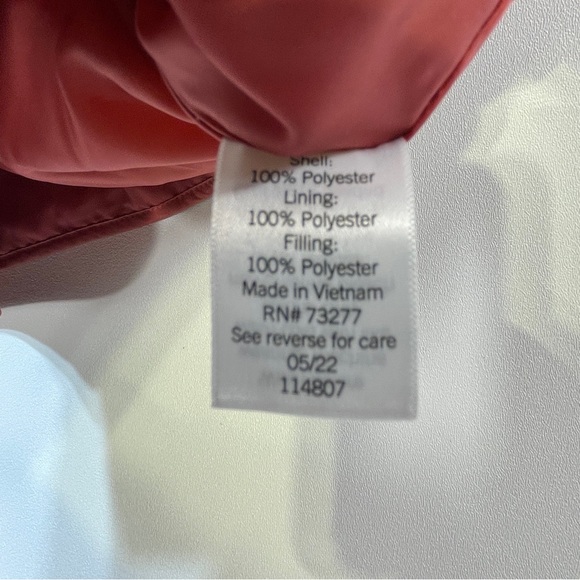 Shell:
100% Polyester
Lining:
100% Polyester
Filling:
100% Polyester
Made in Vietnam
RN# 73277
See reverse for care
05/22
114807